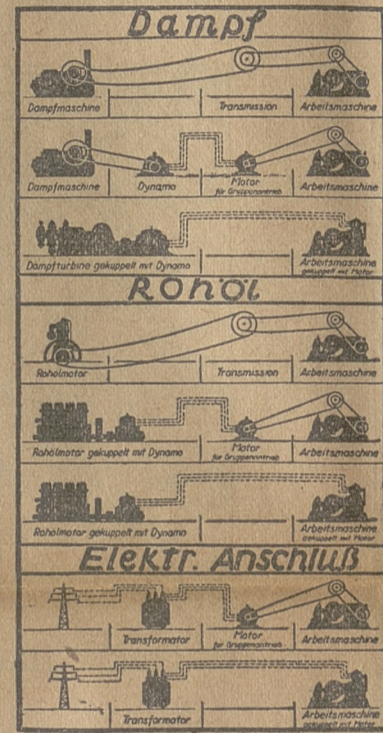 Dampf
Dampfmaschine Transmission Arbeitsmaschine
Dampfmaschine Dynamo Motor Arbeitsmaschine
für Gruppenantrieb
Dampfturbine gekuppelt mit Dynamo Arbeitsmaschine
gekuppelt mit Motor
Rohöl
Rohölmotor Transmission Arbeitsmaschine
Rohölmotor gekuppelt mit Dynamo Motor Arbeitsmaschine
für Gruppenantrieb
Rohölmotor gekuppelt mit Dynamo Arbeitsmaschine
gekuppelt mit Motor
Elektr. Anschluß
Transformator Motor Arbeitsmaschine
für Gruppenantrieb
Transformator Arbeitsmaschine
gekuppelt mit Motor